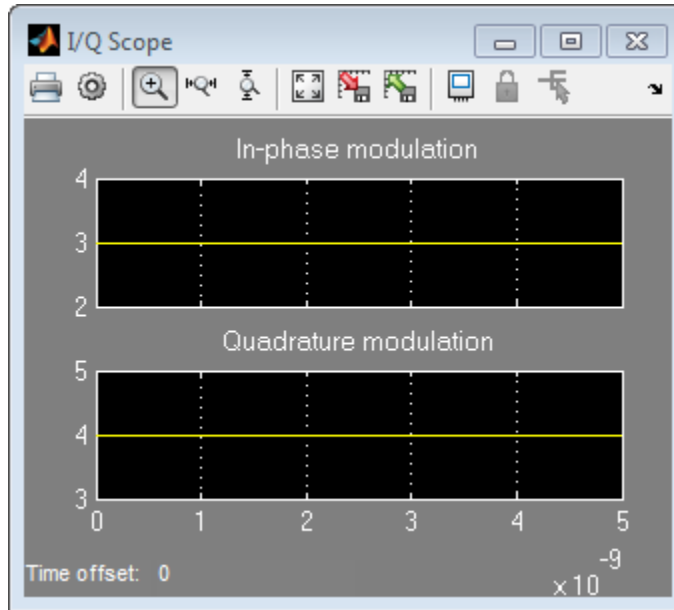 I/Q Scope
In-phase modulation
4
3
2
Quadrature modulation
5
4
3
0 1 2 3 4 5
Time offset: 0
x 10 -9